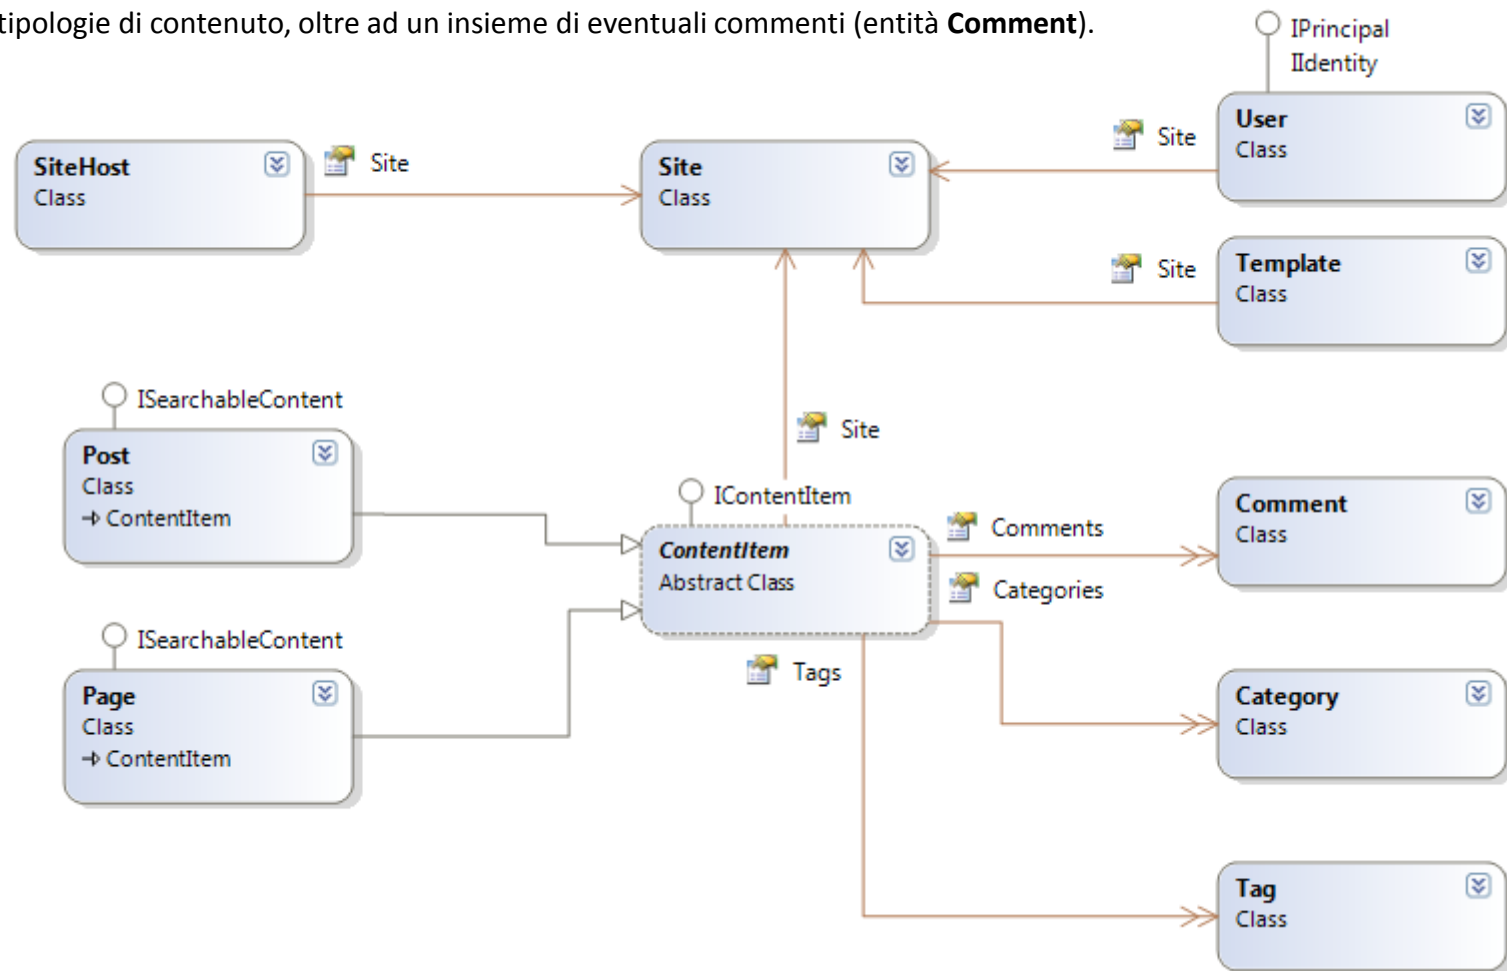 tipologie di contenuto, oltre ad un insieme di eventuali commenti (entità Comment).
IPrincipal
IIdentity
SiteHost
Class
Site
Site
Class
Site
User
Class
Site
Template
Class
ISearchableContent
Post
Class
ContentItem
Site
IContentItem
ContentItem
Abstract Class
Comments
Categories
Tags
Comment
Class
ISearchableContent
Page
Class
ContentItem
Category
Class
Tag
Class